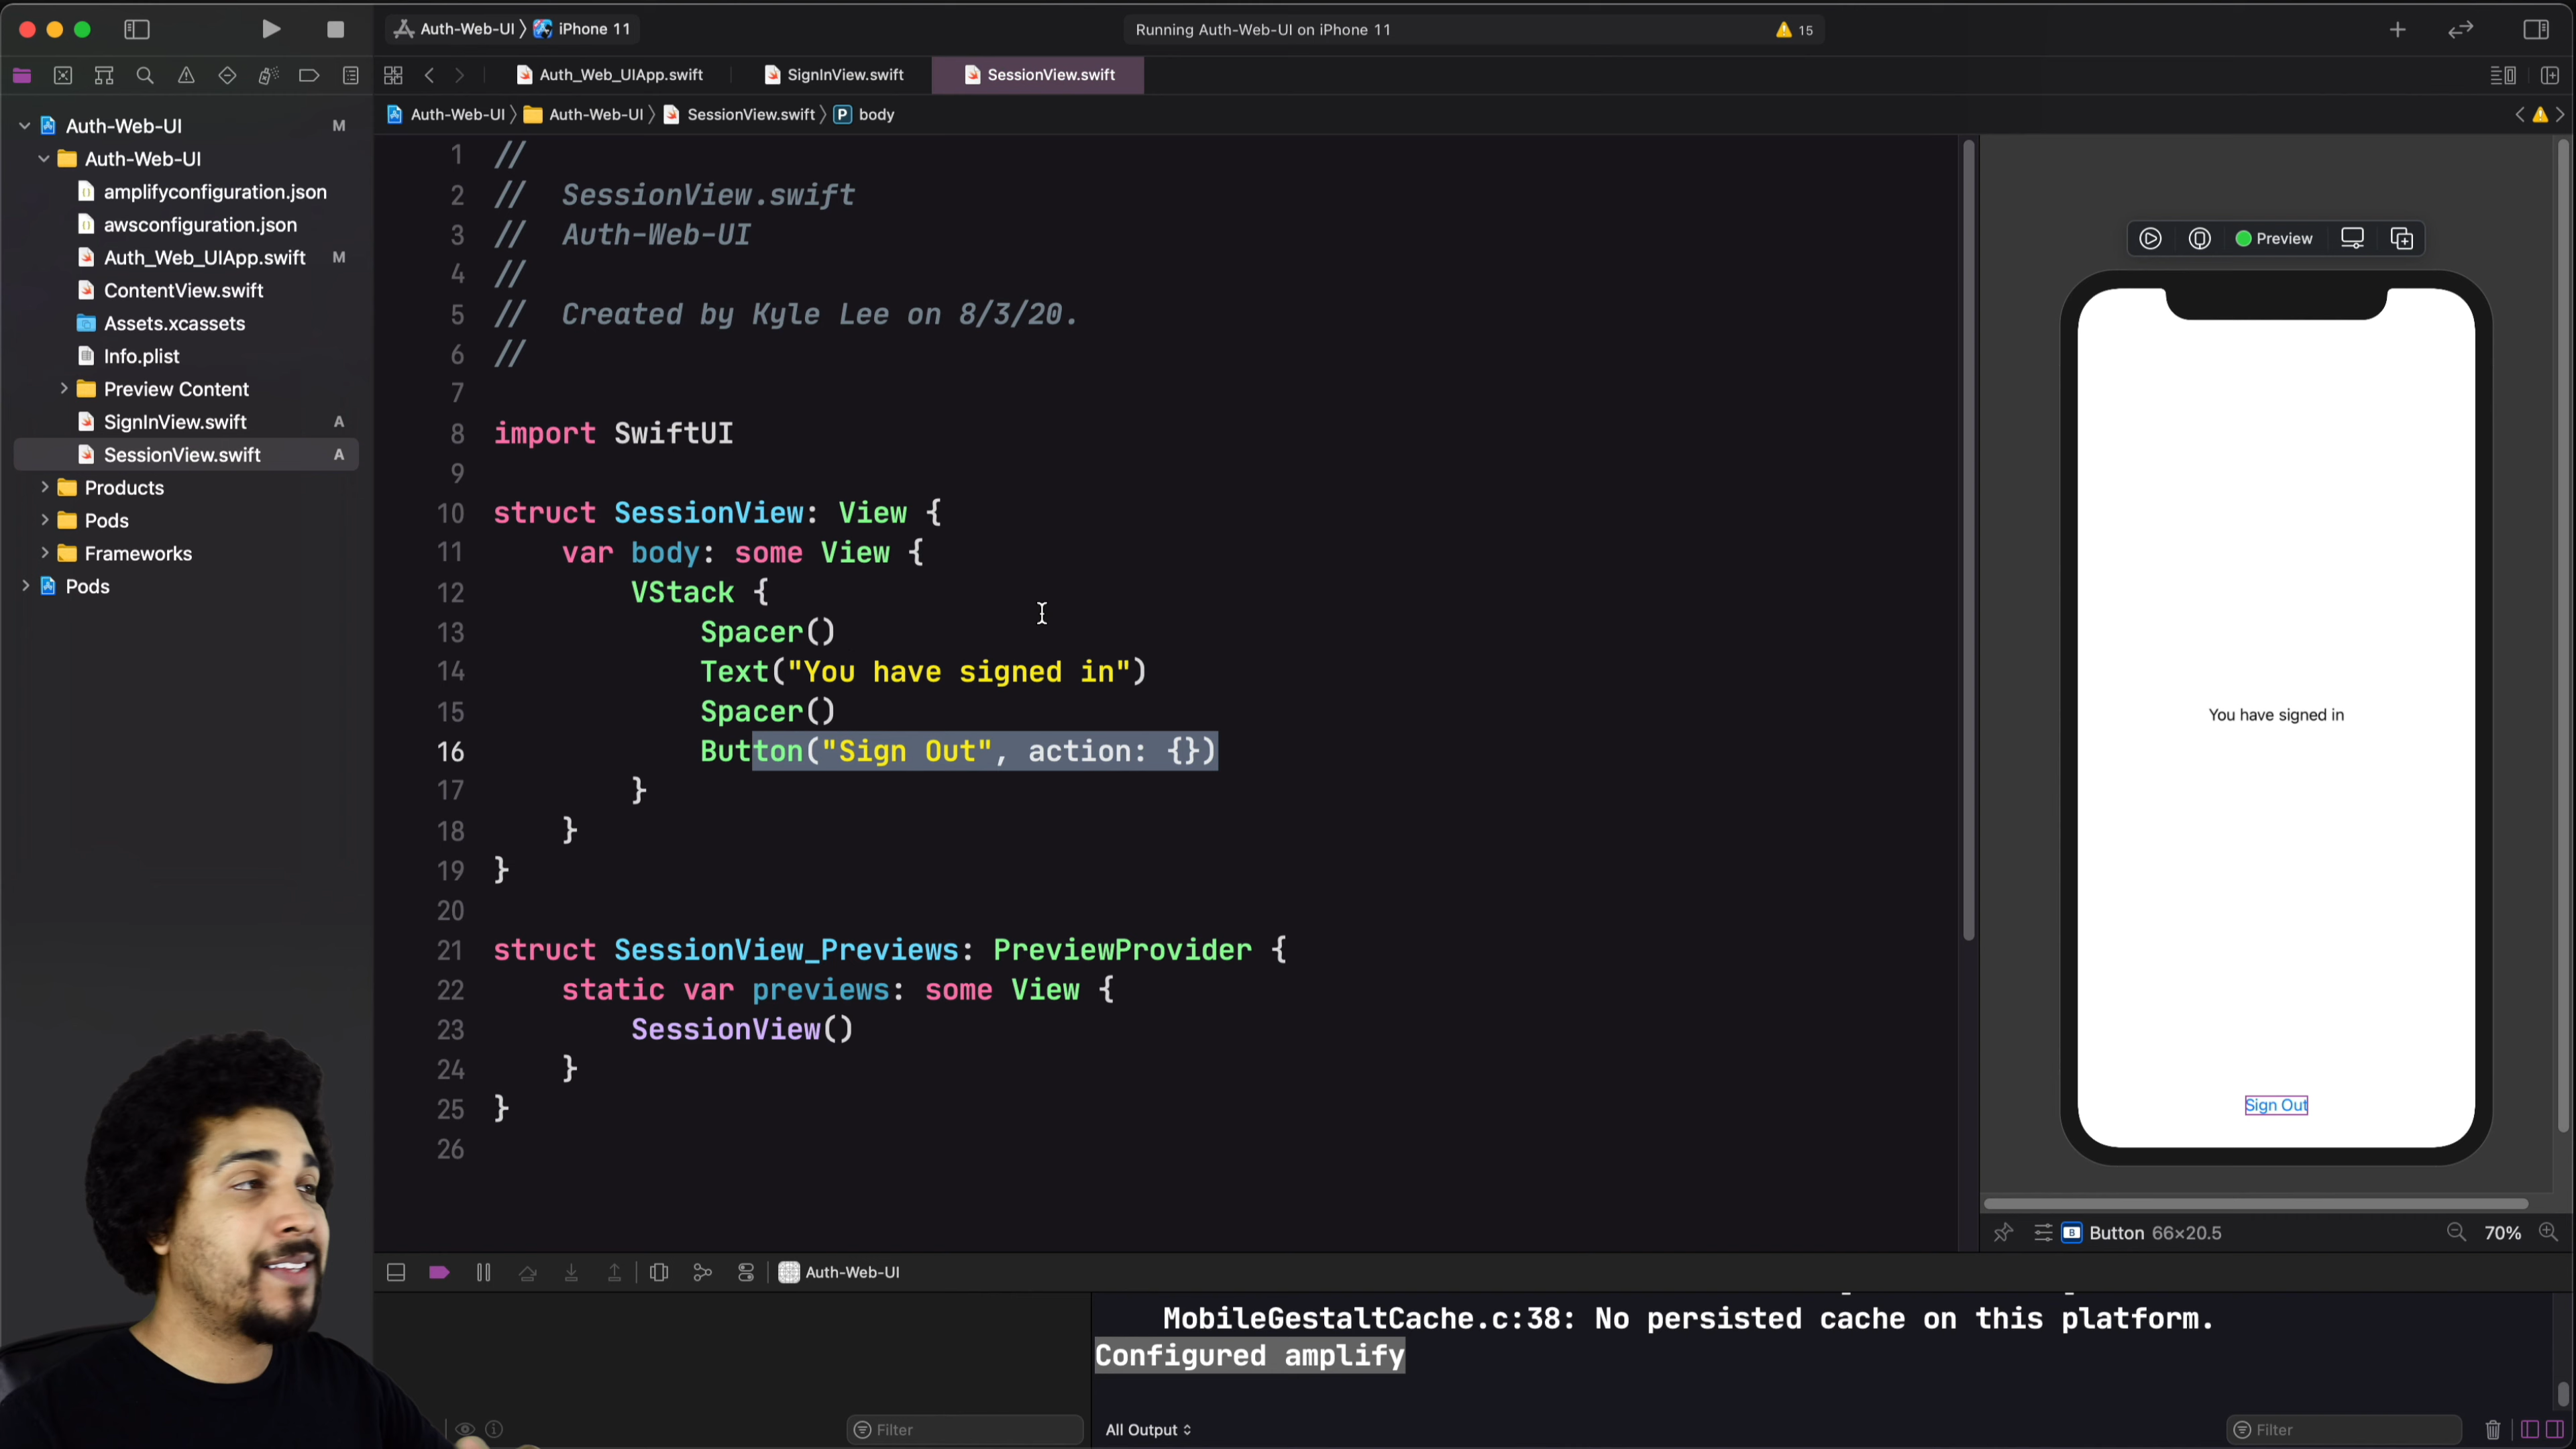 Auth-Web-UI 〉 iPhone 11
Running Auth-Web-UI on iPhone 11
15
Auth_Web_UIApp.swift
SignInView.swift
SessionView.swift
Auth-Web-UI 〉 Auth-Web-UI 〉 SessionView.swift 〉 P body
Auth-Web-UI M
Auth-Web-UI
amplifyconfiguration.json
awsconfiguration.json
Auth_Web_UIApp.swift M
ContentView.swift
Assets.xcassets
Info.plist
Preview Content
SignInView.swift A
SessionView.swift A
Products
Pods
Frameworks
Pods
1 //
2 //  SessionView.swift
3 //  Auth-Web-UI
4 //
5 //  Created by Kyle Lee on 8/3/20.
6 //
7
8 import SwiftUI
9
10 struct SessionView: View {
11     var body: some View {
12         VStack {
13             Spacer()
14             Text("You have signed in")
15             Spacer()
16             Button("Sign Out", action: {})
17         }
18     }
19 }
20
21 struct SessionView_Previews: PreviewProvider {
22     static var previews: some View {
23         SessionView()
24     }
25 }
26
Preview
You have signed in
Sign Out
B Button 66×20.5
70%
Auth-Web-UI
MobileGestaltCache.c:38: No persisted cache on this platform.
Configured amplify
Filter
All Output
Filter